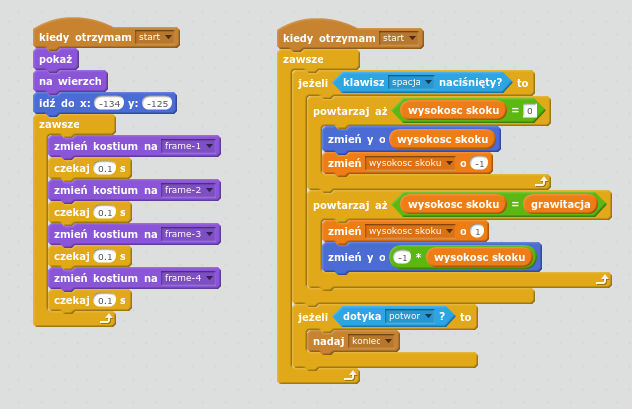 kiedy otrzymam start
pokaż
na wierzch
idź do x: -134 y: -125
zawsze
zmień kostium na frame-1
czekaj 0.1 s
zmień kostium na frame-2
czekaj 0.1 s
zmień kostium na frame-3
czekaj 0.1 s
zmień kostium na frame-4
czekaj 0.1 s
kiedy otrzymam start
zawsze
jeżeli klawisz spacja naciśnięty? to
powtarzaj aż wysokosc skoku = 0
zmień y o wysokosc skoku
zmień wysokosc skoku o -1
powtarzaj aż wysokosc skoku = grawitacja
zmień wysokosc skoku o 1
zmień y o -1 * wysokosc skoku
jeżeli dotyka potwor ? to
nadaj koniec